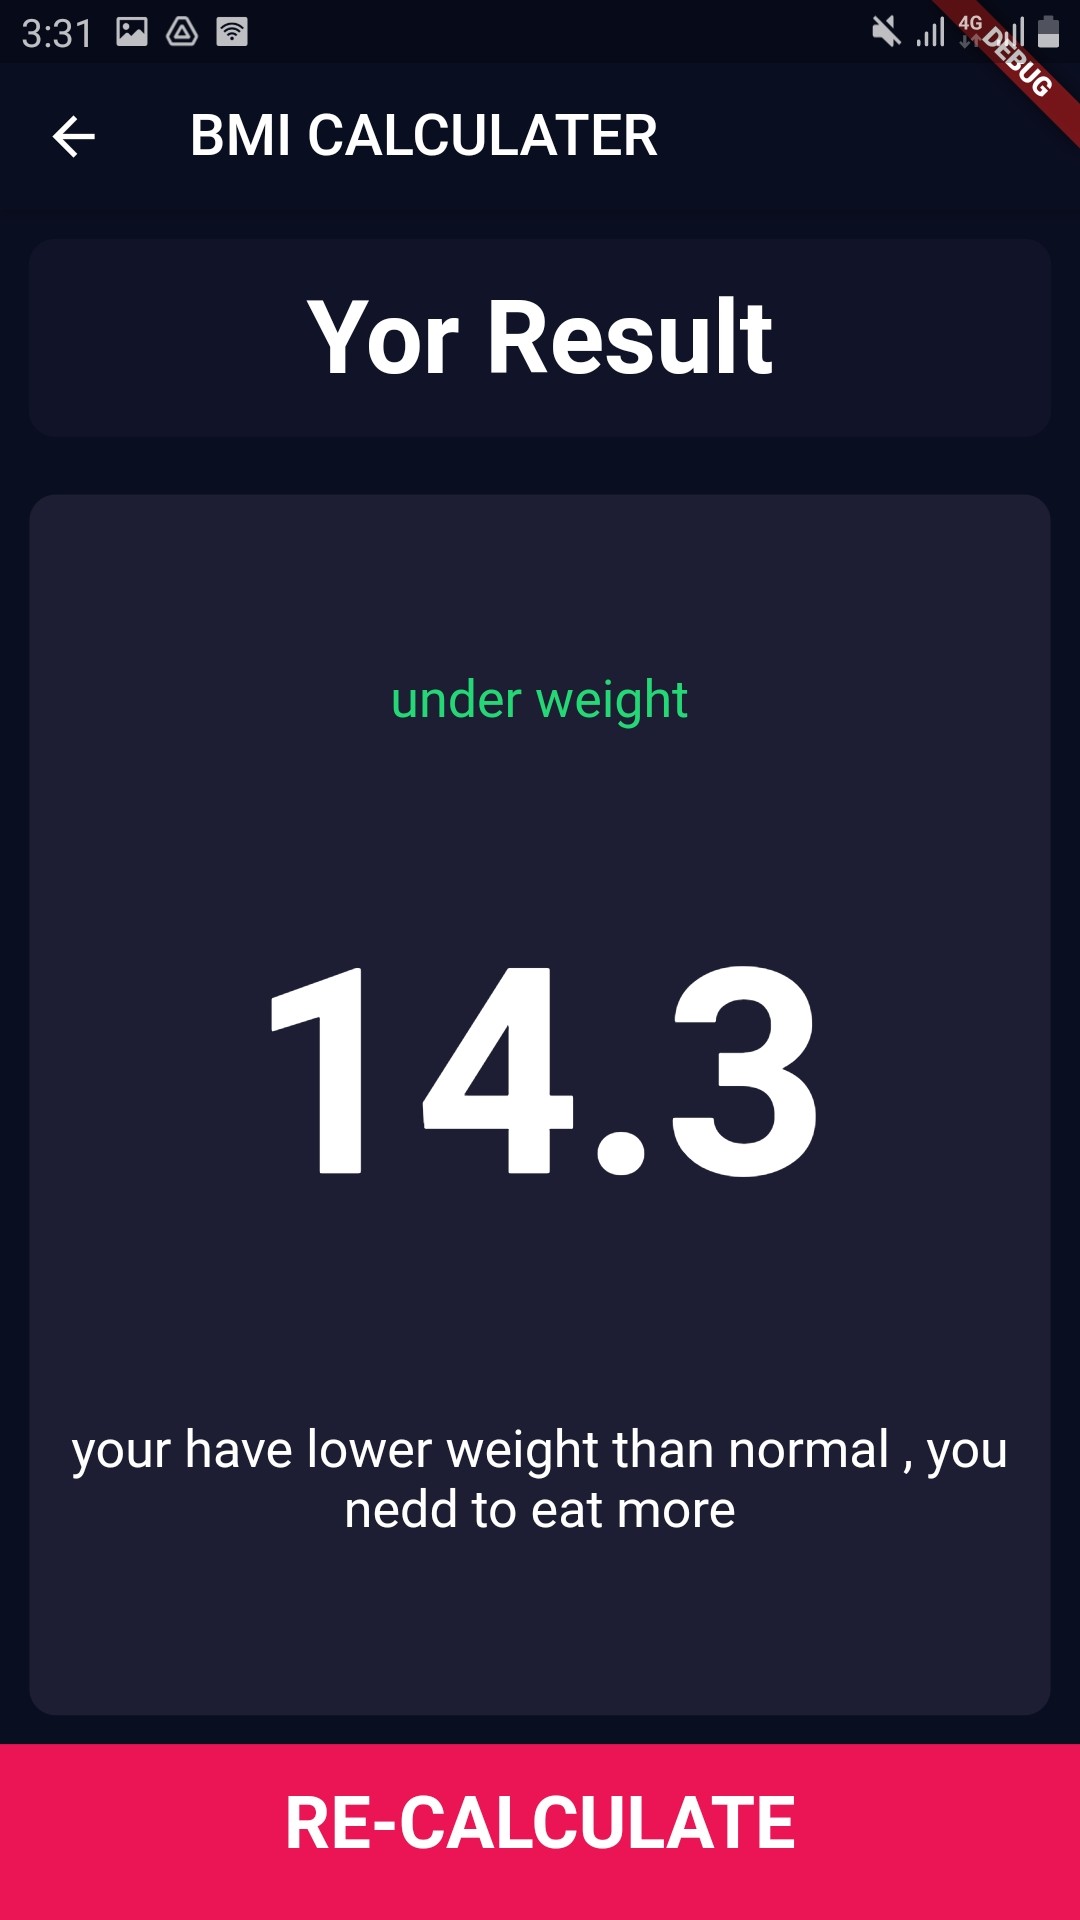 3:31
4G
DEBUG
BMI CALCULATER
Yor Result
under weight
14.3
your have lower weight than normal , you
nedd to eat more
RE-CALCULATE